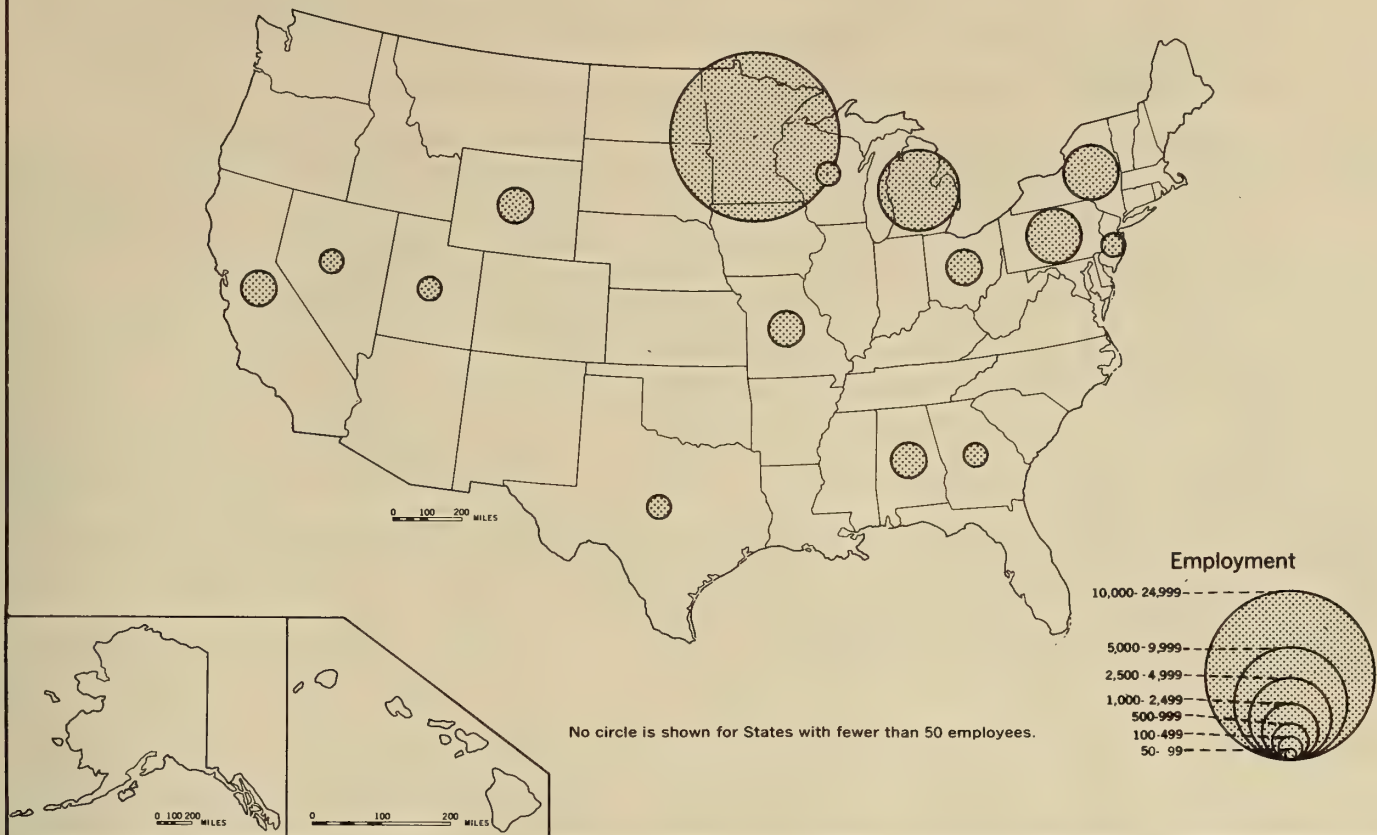 0 100 200 MILES
Employment
10,000-24,999
5,000-9,999
2,500-4,999
1,000-2,499
500-999
100-499
50-99
No circle is shown for States with fewer than 50 employees.
0 100 200 MILES
0 100 200 MILES